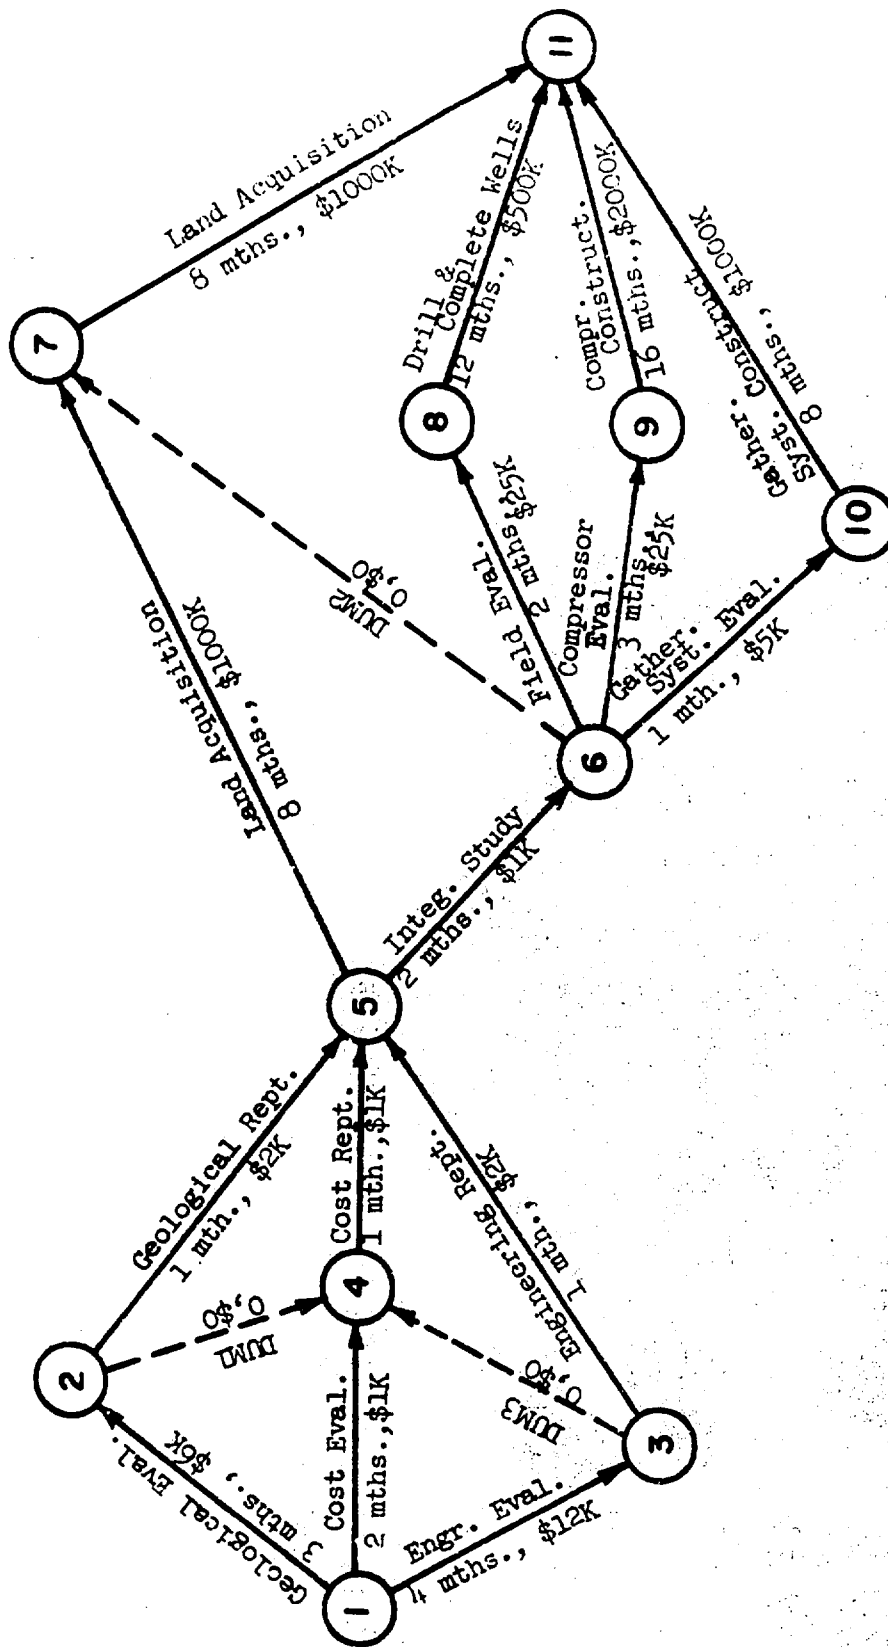 1
Geological Eval.
3 mths., $6K
Cost Eval.
2 mths., $1K
Engr. Eval.
4 mths., $12K
2
DUM1
0, $0
Geological Rept.
1 mth., $2K
4
Cost Rept.
1 mth., $1K
3
DUM3
0, $0
Engineering Rept.
1 mth., $2K
5
Land Acquisition
8 mths., $1000K
Integ. Study
2 mths., $1K
6
DUM2
0, $0
Field Eval.
2 mths., $25K
Compressor
Eval.
3 mths.,
$25K
Gather.
Syst. Eval.
1 mth., $5K
7
Land Acquisition
8 mths., $1000K
8
Drill &
Complete Wells
12 mths., $500K
9
Compr.
Construct.
16 mths., $2000K
10
Gather. Construct.
Syst.
8 mths., $1000K
11